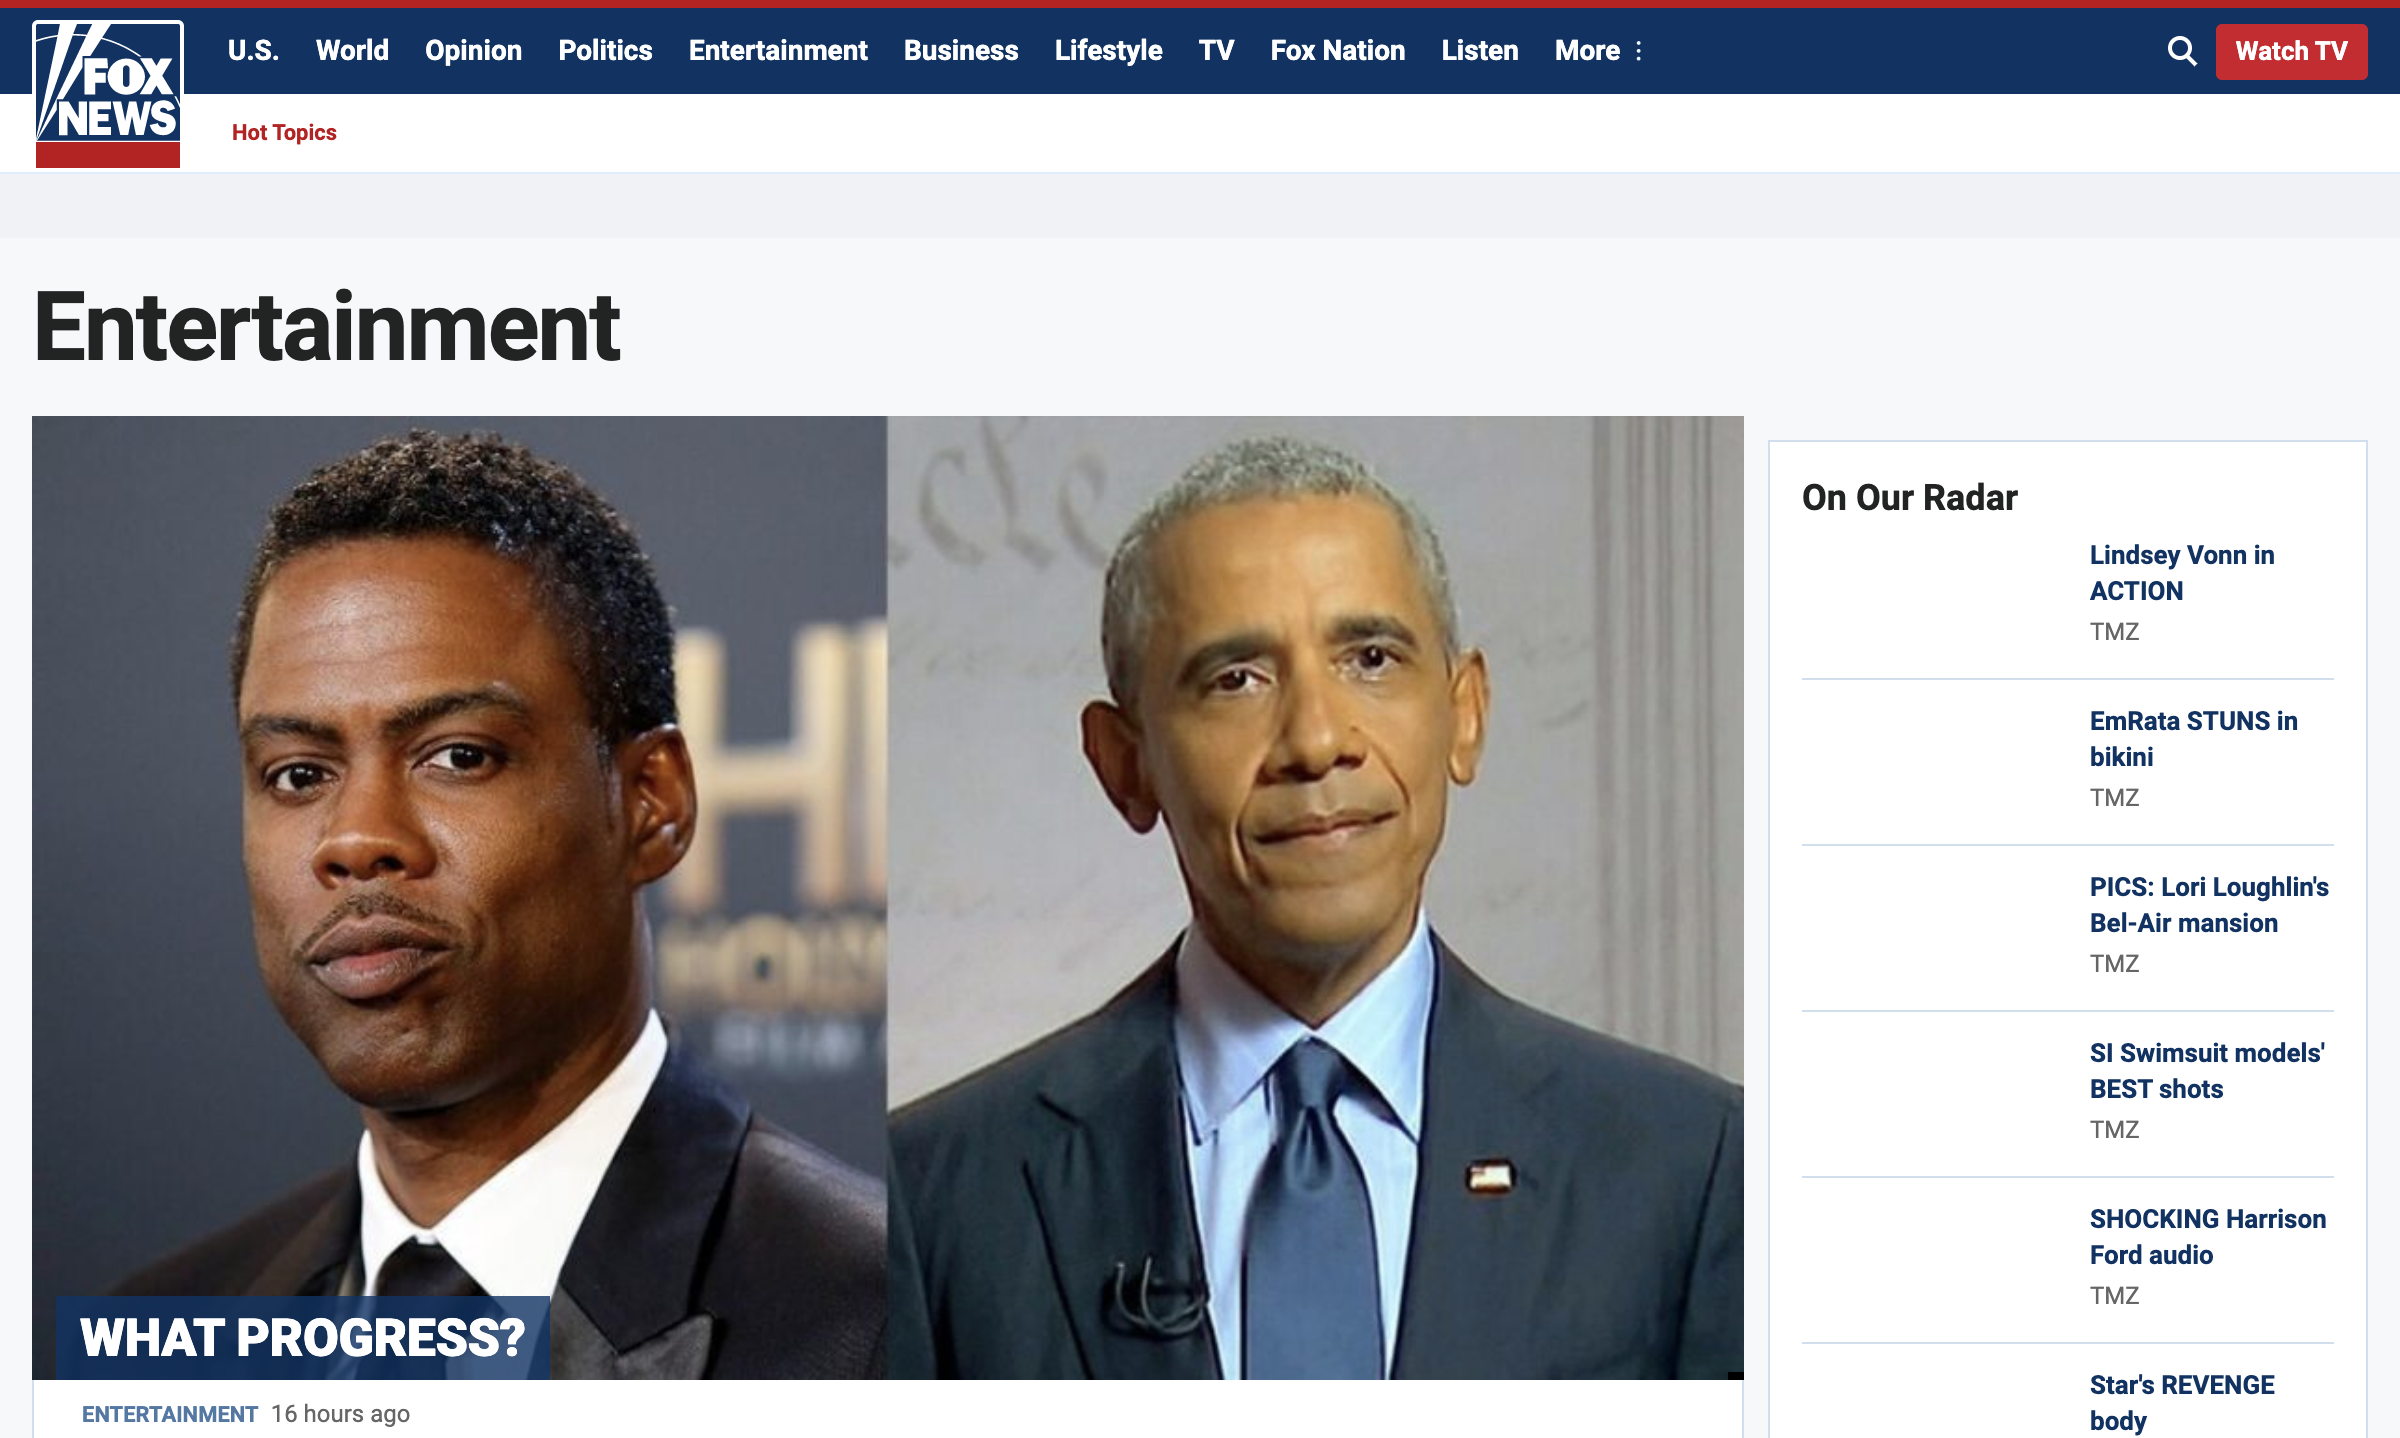 FOX
NEWS
U.S. World Opinion Politics Entertainment Business Lifestyle TV Fox Nation Listen More Watch TV
Hot Topics
Entertainment
On Our Radar
Lindsey Vonn in
ACTION
TMZ
EmRata STUNS in
bikini
TMZ
PICS: Lori Loughlin's
Bel-Air mansion
TMZ
SI Swimsuit models'
BEST shots
TMZ
SHOCKING Harrison
Ford audio
TMZ
Star's REVENGE
body
WHAT PROGRESS?
ENTERTAINMENT 16 hours ago